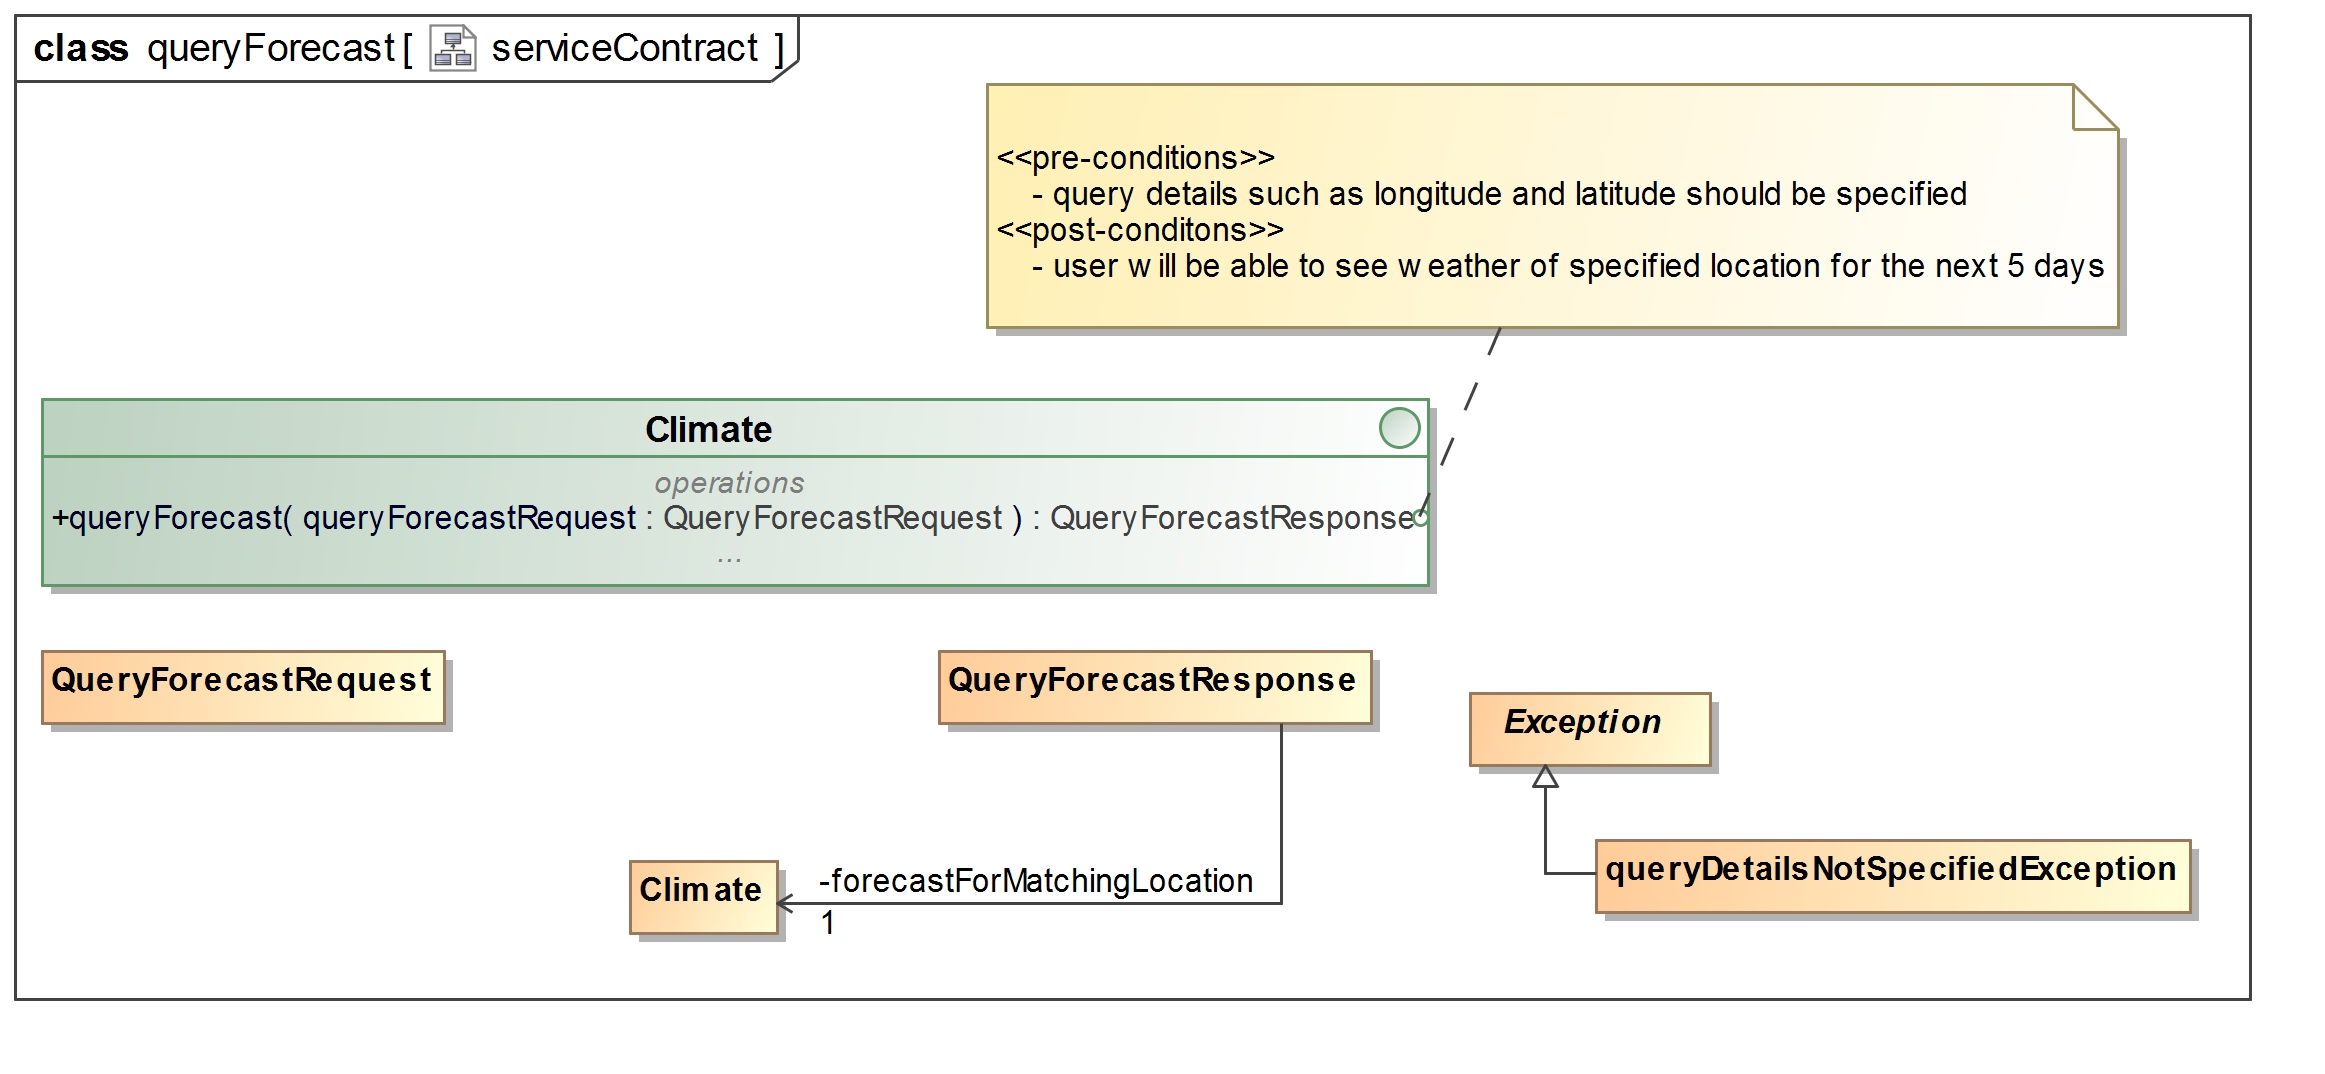 class queryForecast[ serviceContract ]
<<pre-conditions>>
- query details such as longitude and latitude should be specified
<<post-conditons>>
- user will be able to see weather of specified location for the next 5 days
Climate
operations
+queryForecast( queryForecastRequest : QueryForecastRequest ) : QueryForecastResponse
...
QueryForecastRequest
QueryForecastResponse
Exception
queryDetailsNotSpecifiedException
Climate
-forecastForMatchingLocation
1